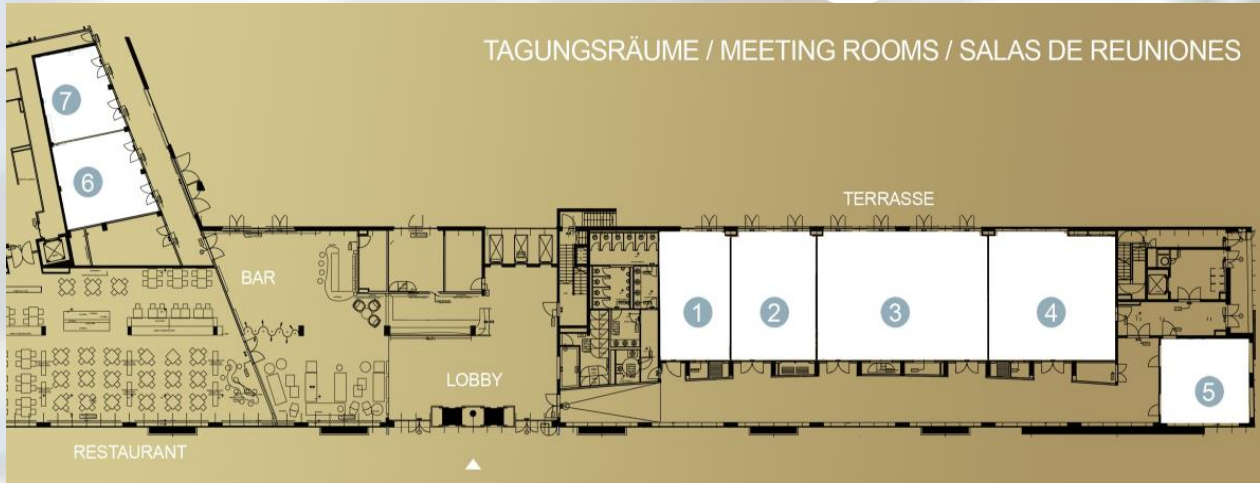 TAGUNGSRÄUME / MEETING ROOMS / SALAS DE REUNIONES
7
6
TERRASSE
BAR
1
2
3
4
LOBBY
5
RESTAURANT